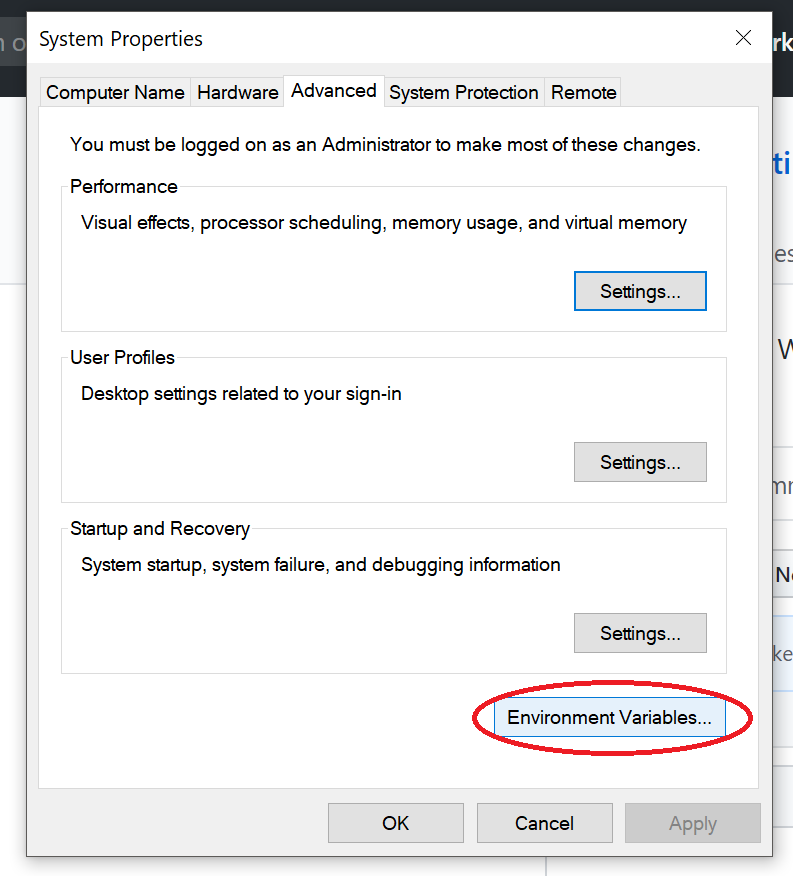 System Properties
Computer Name
Hardware
Advanced
System Protection
Remote
You must be logged on as an Administrator to make most of these changes.
Performance
Visual effects, processor scheduling, memory usage, and virtual memory
Settings...
User Profiles
Desktop settings related to your sign-in
Settings...
Startup and Recovery
System startup, system failure, and debugging information
Settings...
Environment Variables...
OK
Cancel
Apply